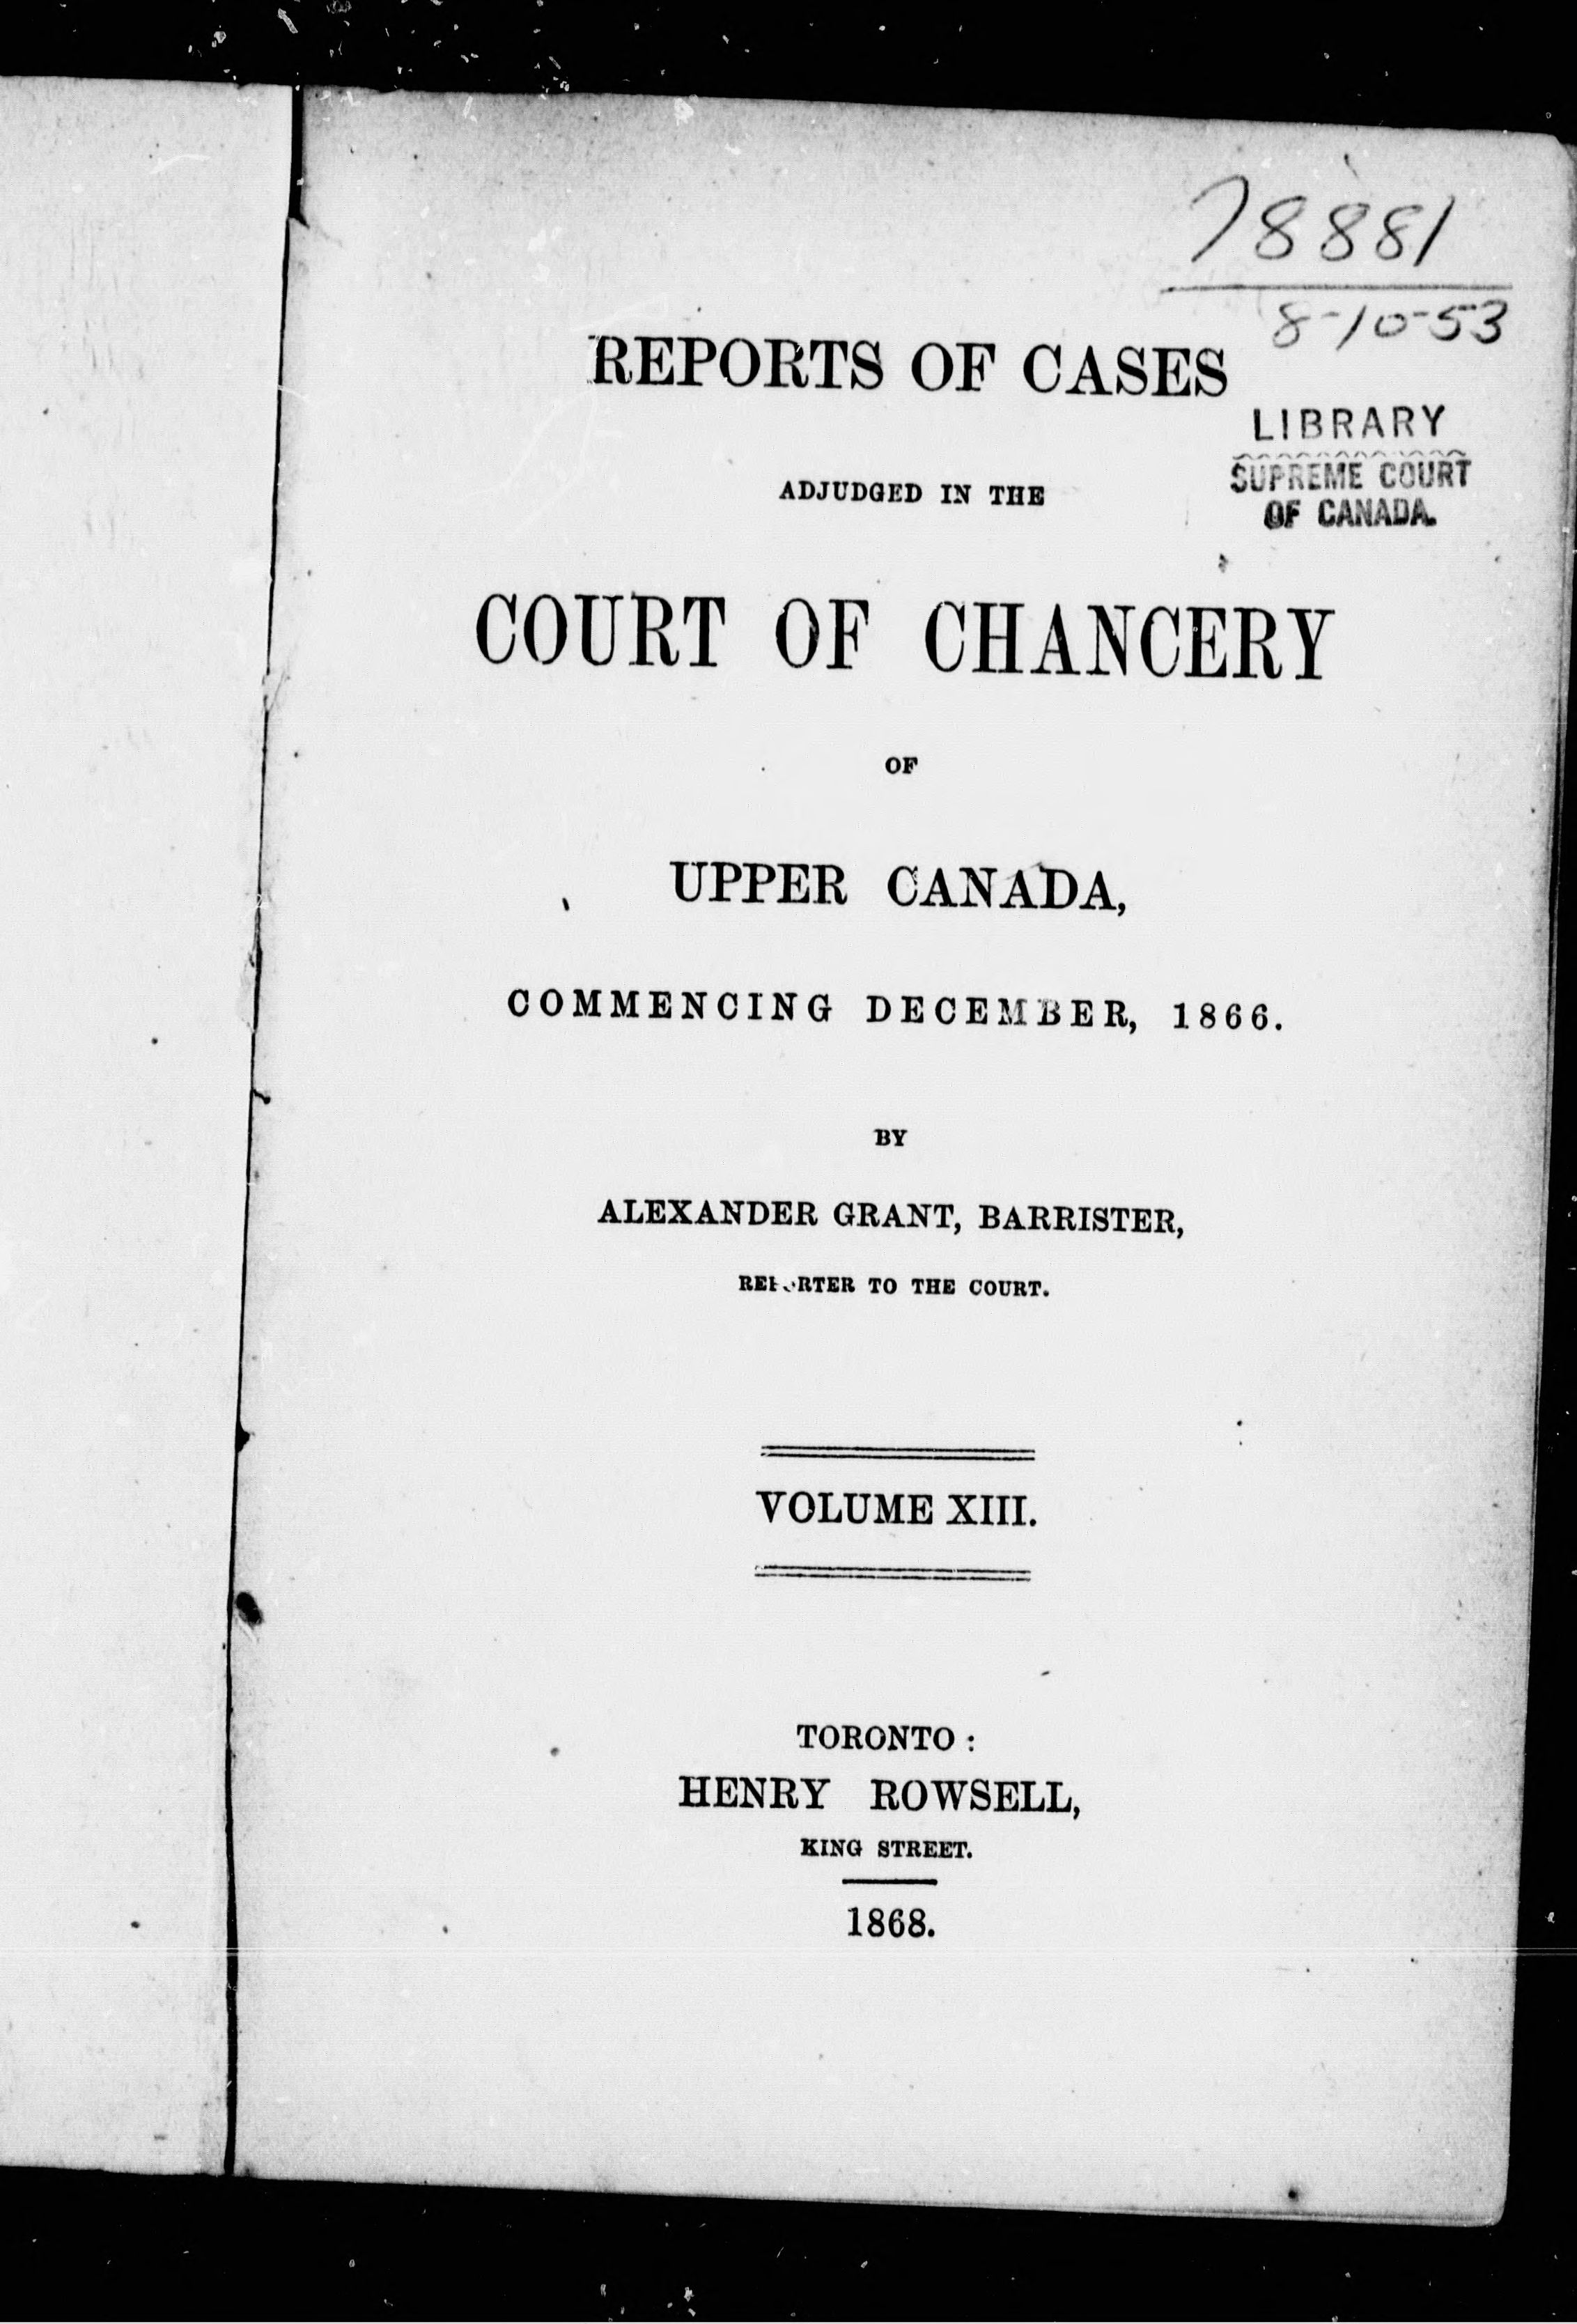 78881
8-10-53
REPORTS OF CASES
LIBRARY
SUPREME COURT
OF CANADA.
ADJUDGED IN THE
COURT OF CHANCERY
OF
UPPER CANADA,
COMMENCING DECEMBER, 1866.
BY
ALEXANDER GRANT, BARRISTER,
REPORTER TO THE COURT.
VOLUME XIII.
TORONTO:
HENRY ROWSELL,
KING STREET.
1868.